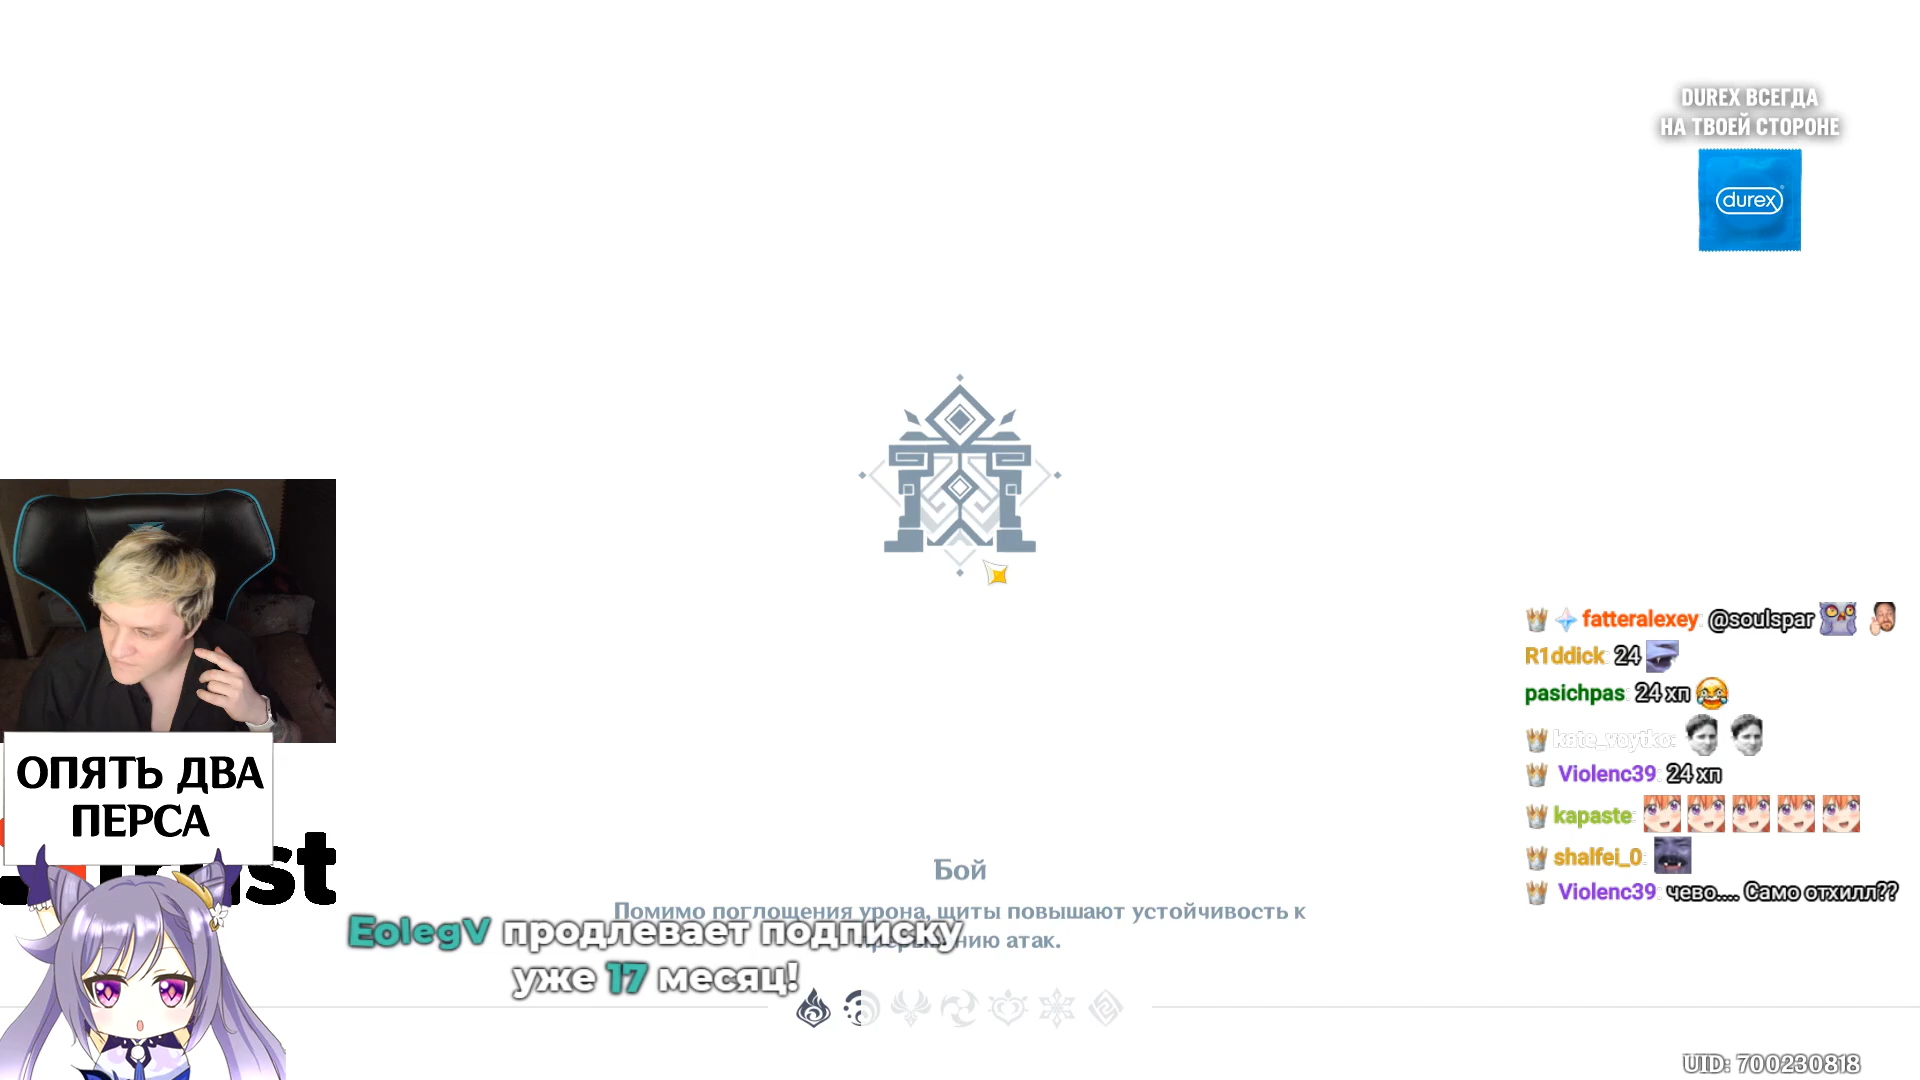 DUREX ВСЕГДА
НА ТВОЕЙ СТОРОНЕ
durex
fatteralexey: @soulspar
R1ddick: 24
pasichpas: 24 хп
kate_voytko:
Violenc39: 24 хп
kapaste:
shalfei_0:
Violenc39: чево.... Само отхилл??
ОПЯТЬ ДВА
ПЕРСА
st
Бой
Помимо поглощения урона, щиты повышают устойчивость к
атак.
EolegV продлевает подписку
уже 17 месяц!
UID: 700230818